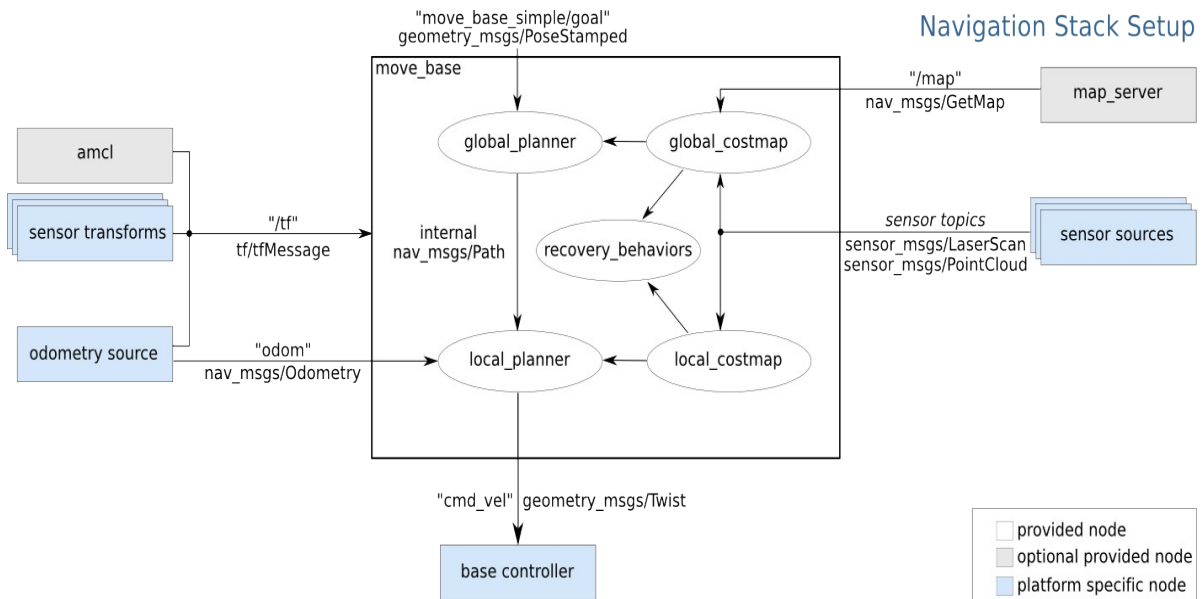 "move_base_simple/goal"
geometry_msgs/PoseStamped
Navigation Stack Setup
move_base
"/map"
nav_msgs/GetMap
map_server
global_planner
global_costmap
amcl
sensor transforms
"/tf"
tf/tfMessage
internal
nav_msgs/Path
recovery_behaviors
sensor topics
sensor_msgs/LaserScan
sensor_msgs/PointCloud
sensor sources
odometry source
"odom"
nav_msgs/Odometry
local_planner
local_costmap
"cmd_vel" geometry_msgs/Twist
base controller
provided node
optional provided node
platform specific node